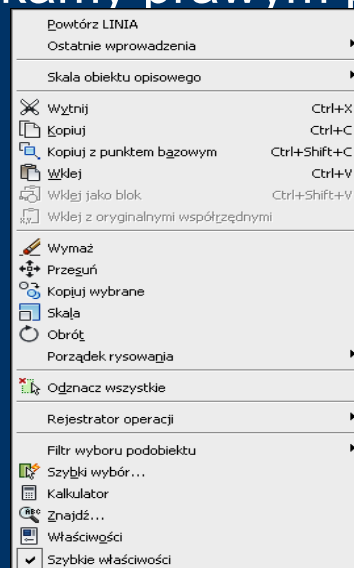 prawym
Powtórz LINIA
Ostatnie wprowadzenia
Skala obiektu opisowego
Wytnij Ctrl+X
Kopiuj Ctrl+C
Kopiuj z punktem bazowym Ctrl+Shift+C
Wklej Ctrl+V
Wklej jako blok Ctrl+Shift+V
Wklej z oryginalnymi współrzędnymi
Wymaż
Przesuń
Kopiuj wybrane
Skala
Obrót
Porządek rysowania
Odznacz wszystkie
Rejestrator operacji
Filtr wyboru podobiektu
Szybki wybór...
Kalkulator
Znajdź...
Właściwości
Szybkie właściwości